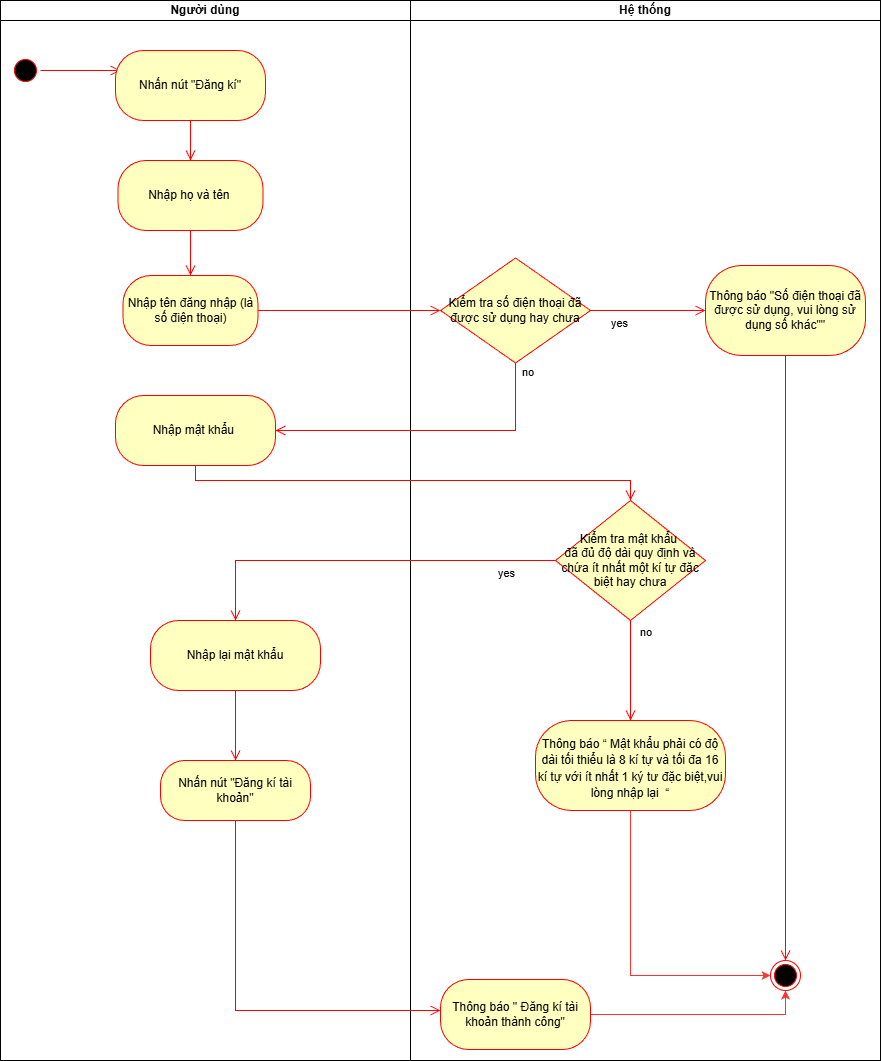 Người dùng
Hệ thống
Nhấn nút "Đăng kí"
Nhập họ và tên
Nhập tên đăng nhập (là
số điện thoại)
Kiểm tra số điện thoại đã
được sử dụng hay chưa
yes
Thông báo "Số điện thoại đã
được sử dụng, vui lòng sử
dụng số khác""
no
Nhập mật khẩu
Kiểm tra mật khẩu
đã đủ độ dài quy định và
chứa ít nhất một kí tự đặc
biệt hay chưa
yes
no
Nhập lại mật khẩu
Thông báo “ Mật khẩu phải có độ
dài tối thiểu là 8 kí tự và tối đa 16
kí tự với ít nhất 1 ký tư đặc biệt,vui
lòng nhập lại “
Nhấn nút "Đăng kí tài
khoản"
Thông báo " Đăng kí tài
khoản thành công"